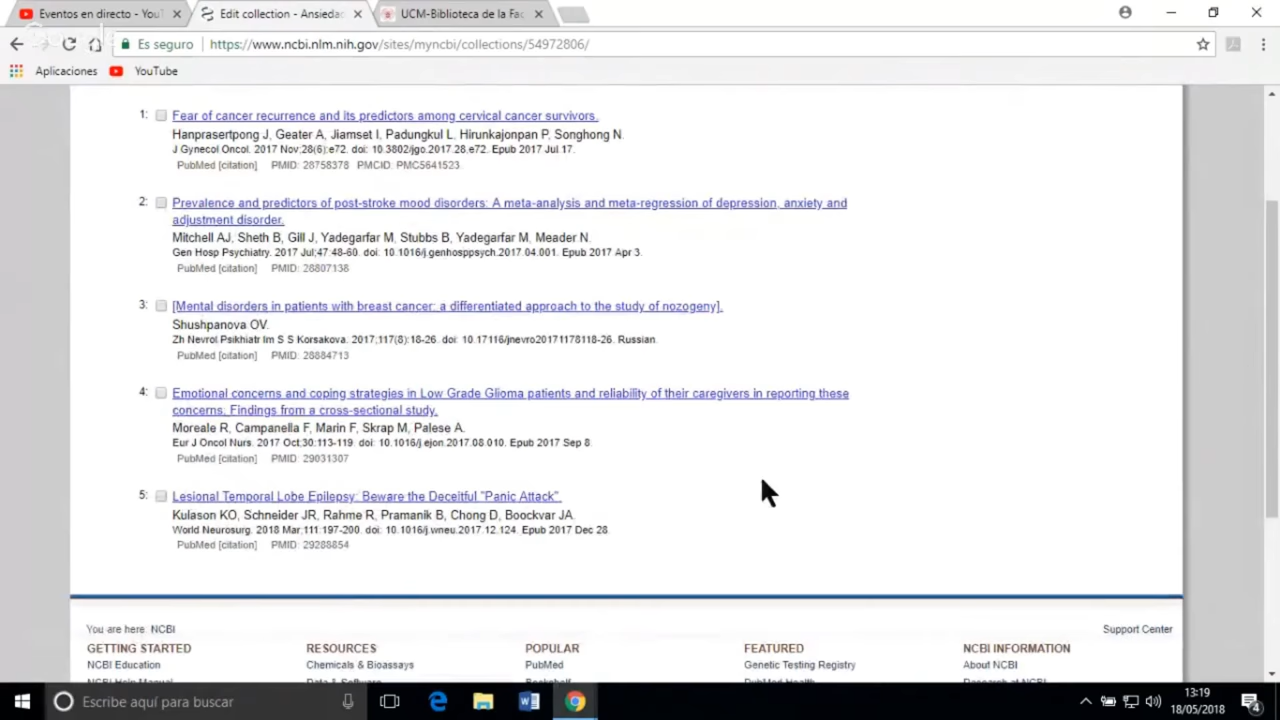 Eventos en directo - You
Edit collection - Ansiedad
UCM-Biblioteca de la Fac
Es seguro
https://www.ncbi.nlm.nih.gov/sites/myncbi/collections/54972806/
Aplicaciones
YouTube
1:
Fear of cancer recurrence and its predictors among cervical cancer survivors.
Hanprasertpong J, Geater A, Jiamset I, Padungkul L, Hirunkajonpan P, Songhong N.
J Gynecol Oncol. 2017 Nov;28(6):e72. doi: 10.3802/jgo.2017.28.e72. Epub 2017 Jul 17.
PubMed [citation] PMID: 28758378 PMCID: PMC5641523
2:
Prevalence and predictors of post-stroke mood disorders: A meta-analysis and meta-regression of depression, anxiety and
adjustment disorder.
Mitchell AJ, Sheth B, Gill J, Yadegarfar M, Stubbs B, Yadegarfar M, Meader N.
Gen Hosp Psychiatry. 2017 Jul;47:48-60. doi: 10.1016/j.genhosppsych.2017.04.001. Epub 2017 Apr 3.
PubMed [citation] PMID: 28807138
3:
[Mental disorders in patients with breast cancer: a differentiated approach to the study of nozogeny].
Shushpanova OV.
Zh Nevrol Psikhiatr Im S S Korsakova. 2017;117(8):18-26. doi: 10.17116/jnevro20171178118-26. Russian.
PubMed [citation] PMID: 28884713
4:
Emotional concerns and coping strategies in Low Grade Glioma patients and reliability of their caregivers in reporting these
concerns: Findings from a cross-sectional study.
Moreale R, Campanella F, Marin F, Skrap M, Palese A.
Eur J Oncol Nurs. 2017 Oct;30:113-119. doi: 10.1016/j.ejon.2017.08.010. Epub 2017 Sep 8.
PubMed [citation] PMID: 29031307
5:
Lesional Temporal Lobe Epilepsy: Beware the Deceitful "Panic Attack".
Kulason KO, Schneider JR, Rahme R, Pramanik B, Chong D, Boockvar JA.
World Neurosurg. 2018 Mar;111:197-200. doi: 10.1016/j.wneu.2017.12.124. Epub 2017 Dec 28.
PubMed [citation] PMID: 29288854
You are here: NCBI
Support Center
GETTING STARTED RESOURCES POPULAR FEATURED NCBI INFORMATION
NCBI Education Chemicals & Bioassays PubMed Genetic Testing Registry About NCBI
NCBI Help Manual Data & Software Bookshelf PubMed Health Research at NCBI
Escribe aquí para buscar
13:19
18/05/2018
4